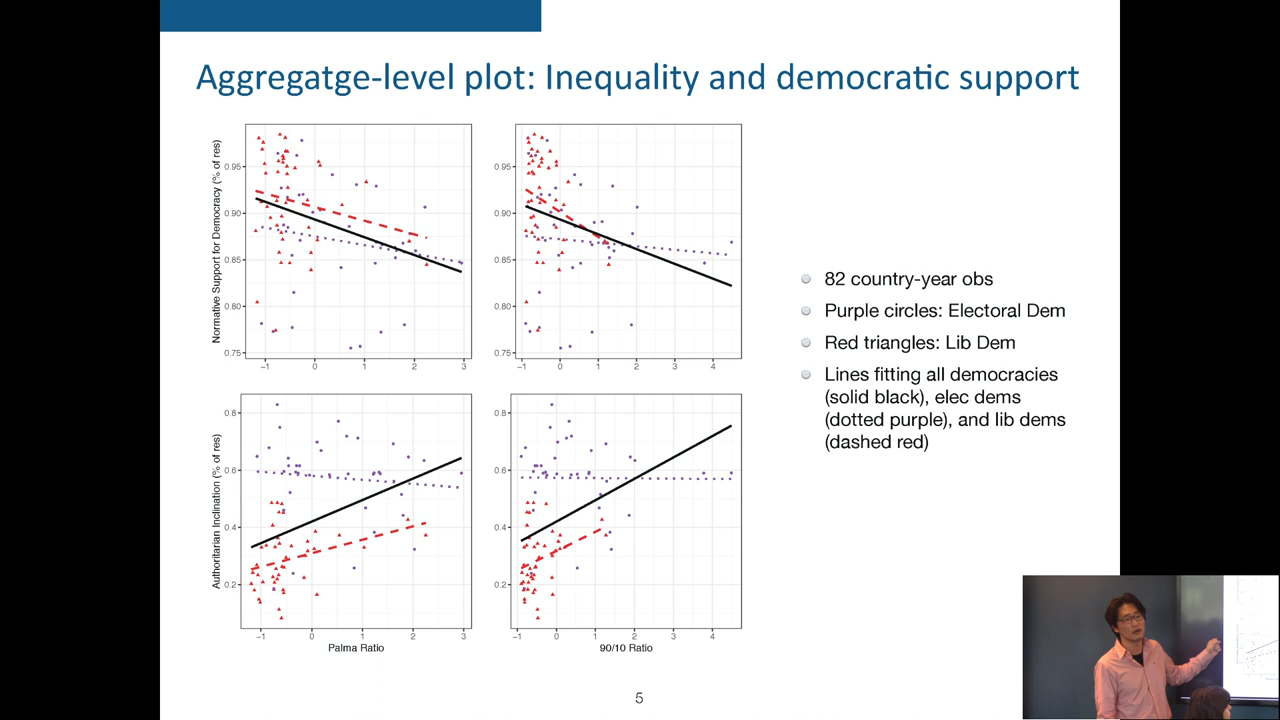 Aggregatge-level plot: Inequality and democratic support
Normative Support for Democracy (% of res)
0.95
0.90
0.85
0.80
0.75
−1 0 1 2 3
0.95
0.90
0.85
0.80
0.75
−1 0 1 2 3 4
Authoritarian Inclination (% of res)
0.8
0.6
0.4
0.2
−1 0 1 2 3
Palma Ratio
0.8
0.6
0.4
0.2
−1 0 1 2 3 4
90/10 Ratio
82 country-year obs
Purple circles: Electoral Dem
Red triangles: Lib Dem
Lines fitting all democracies
(solid black), elec dems
(dotted purple), and lib dems
(dashed red)
5